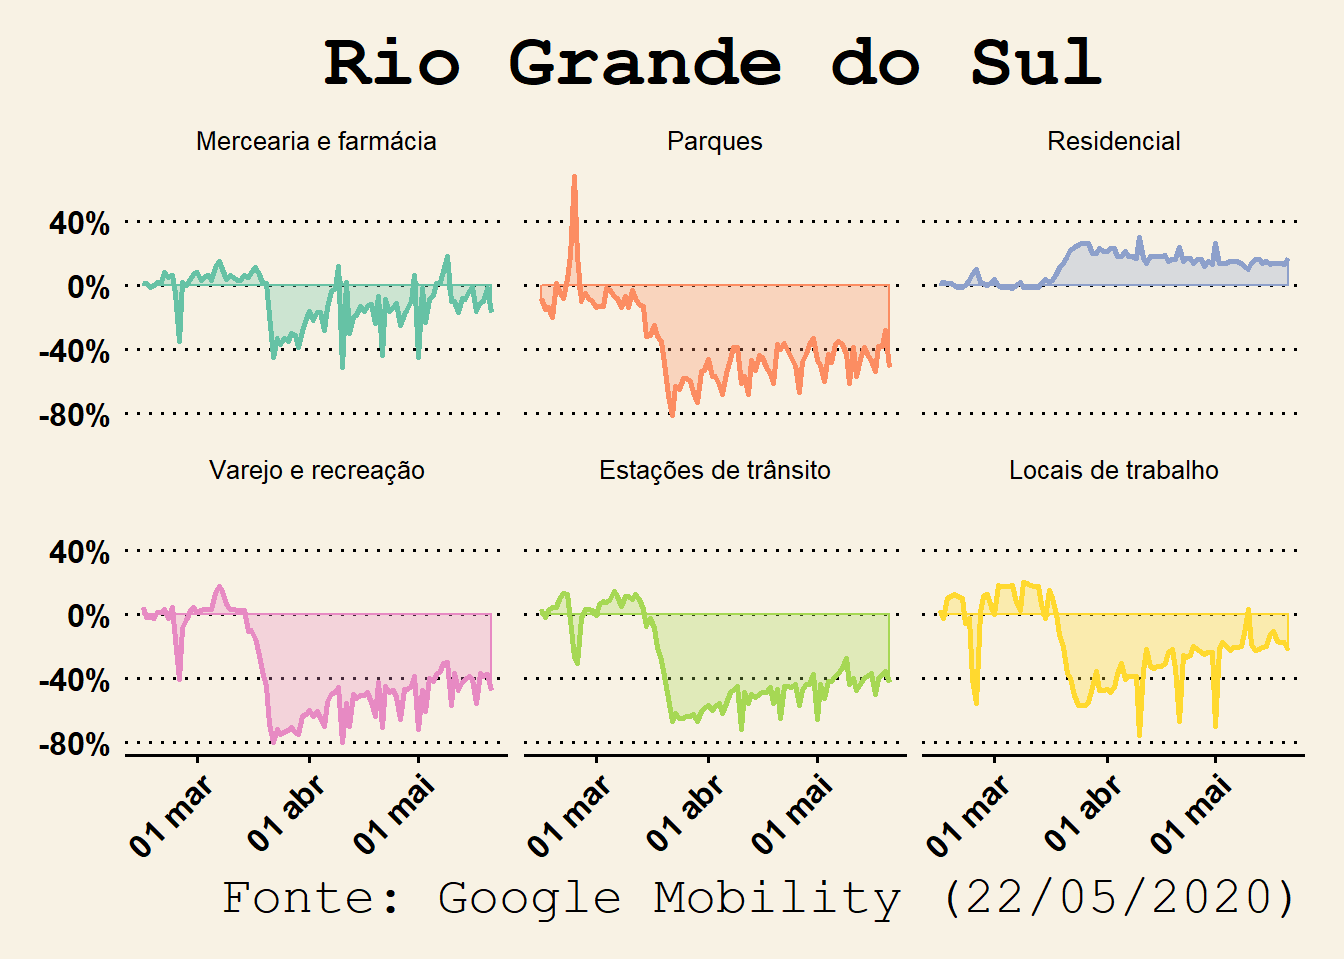 Rio Grande do Sul
Mercearia e farmácia
Parques
Residencial
40%
0%
-40%
-80%
Varejo e recreação
Estações de trânsito
Locais de trabalho
40%
0%
-40%
-80%
01 mar
01 abr
01 mai
01 mar
01 abr
01 mai
01 mar
01 abr
01 mai
Fonte: Google Mobility (22/05/2020)